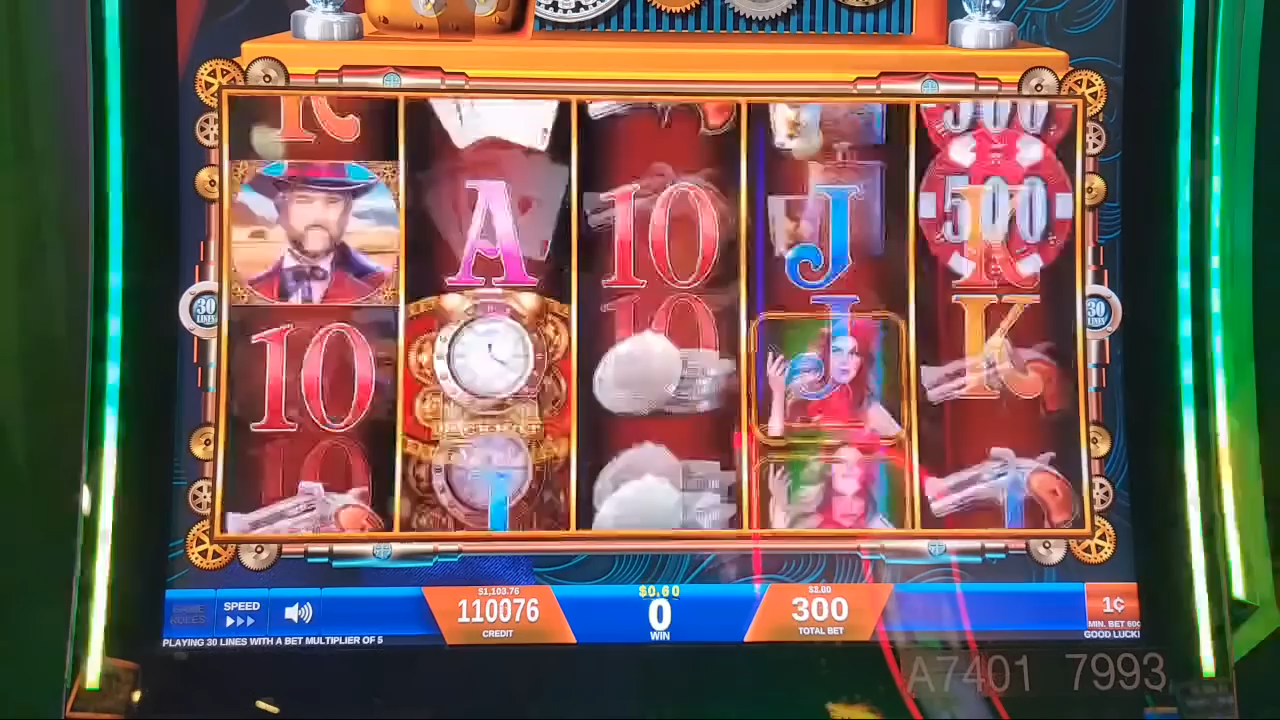 500
500
A
10
J
K
30
LINES
30
LINES
10
J
K
10
10
SPEED
$1,103.76
110076
CREDIT
$0.60
0
WIN
$3.00
300
TOTAL BET
1¢
MIN. BET 60¢
GAME
RULES
PLAYING 30 LINES WITH A BET MULTIPLIER OF 5
GOOD LUCK!
A7401 7993